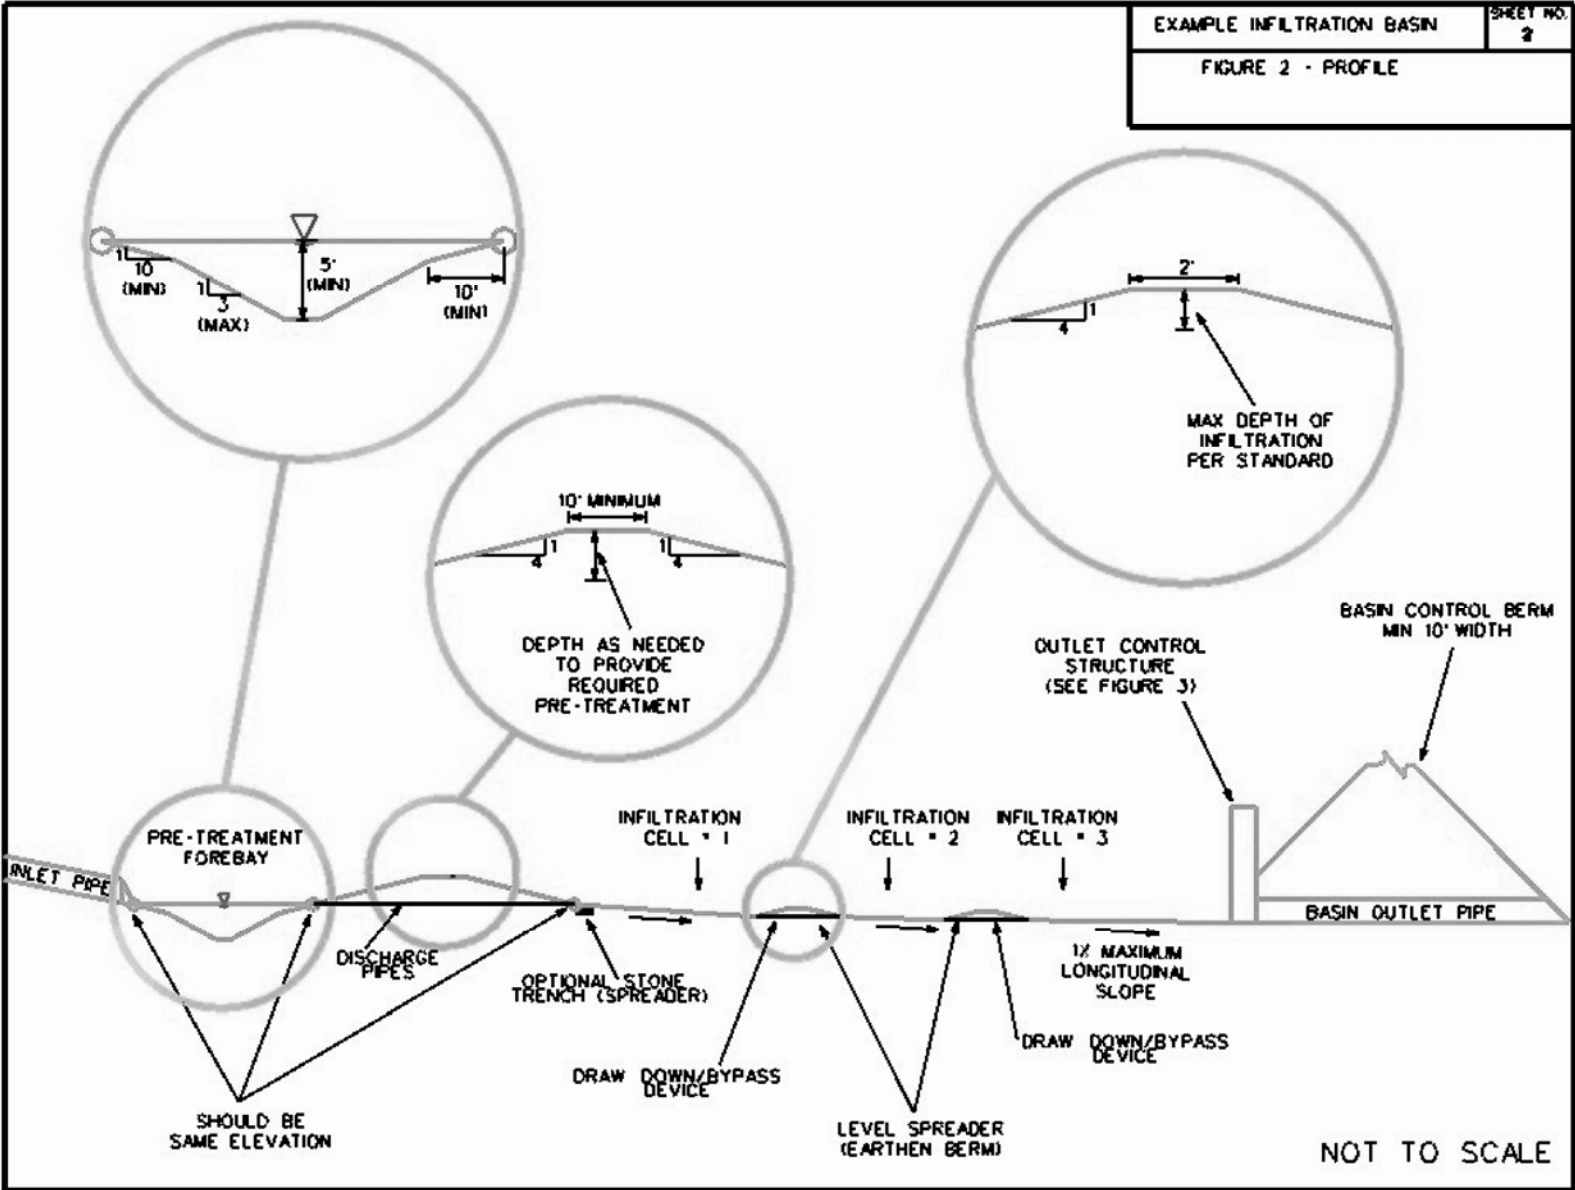 EXAMPLE INFILTRATION BASIN
SHEET NO.
2
FIGURE 2 - PROFILE
1
10
(MIN)
1
3
(MAX)
5'
(MIN)
10'
(MIN)
2'
1
4
MAX DEPTH OF
INFILTRATION
PER STANDARD
10' MINIMUM
1
4
1
4
DEPTH AS NEEDED
TO PROVIDE
REQUIRED
PRE-TREATMENT
BASIN CONTROL BERM
MIN 10' WIDTH
OUTLET CONTROL
STRUCTURE
(SEE FIGURE 3)
PRE-TREATMENT
FOREBAY
INLET PIPE
INFILTRATION
CELL # 1
INFILTRATION
CELL # 2
INFILTRATION
CELL # 3
BASIN OUTLET PIPE
DISCHARGE
PIPES
OPTIONAL STONE
TRENCH (SPREADER)
1% MAXIMUM
LONGITUDINAL
SLOPE
DRAW DOWN/BYPASS
DEVICE
DRAW DOWN/BYPASS
DEVICE
SHOULD BE
SAME ELEVATION
LEVEL SPREADER
(EARTHEN BERM)
NOT TO SCALE